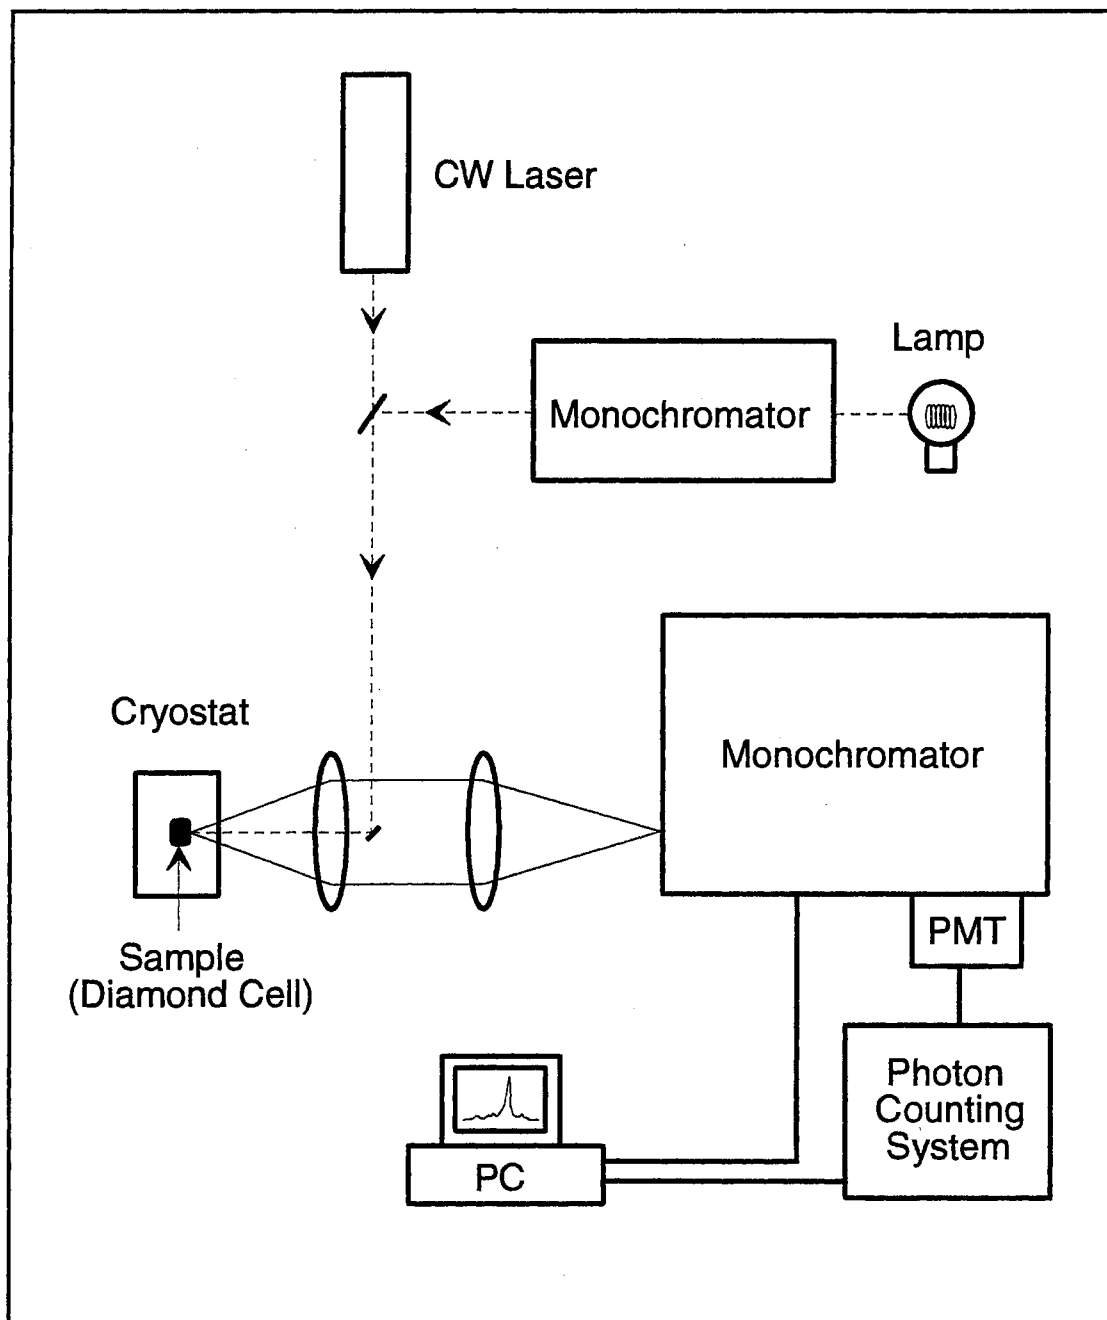 CW Laser
Lamp
Monochromator
Cryostat
Monochromator
Sample
(Diamond Cell)
PMT
Photon
Counting
System
PC